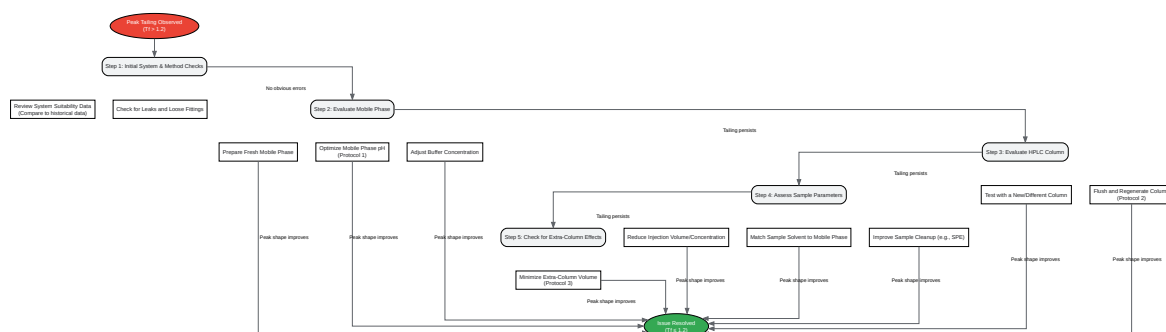 Peak Tailing Observed
(Tf > 1.2)
Step 1: Initial System & Method Checks
No obvious errors
Review System Suitability Data
(Compare to historical data)
Check for Leaks and Loose Fittings
Step 2: Evaluate Mobile Phase
Tailing persists
Prepare Fresh Mobile Phase
Optimize Mobile Phase pH
(Protocol 1)
Adjust Buffer Concentration
Step 3: Evaluate HPLC Column
Tailing persists
Step 4: Assess Sample Parameters
Test with a New/Different Column
Flush and Regenerate Colum
(Protocol 2)
Tailing persists
Peak shape improves
Peak shape improves
Peak shape improves
Step 5: Check for Extra-Column Effects
Reduce Injection Volume/Concentration
Match Sample Solvent to Mobile Phase
Improve Sample Cleanup (e.g., SPE)
Peak shape improves
Peak shape improves
Minimize Extra-Column Volume
(Protocol 3)
Peak shape improves
Peak shape improves
Peak shape improves
Peak shape improves
Issue Resolved
(Tf ≤ 1.2)